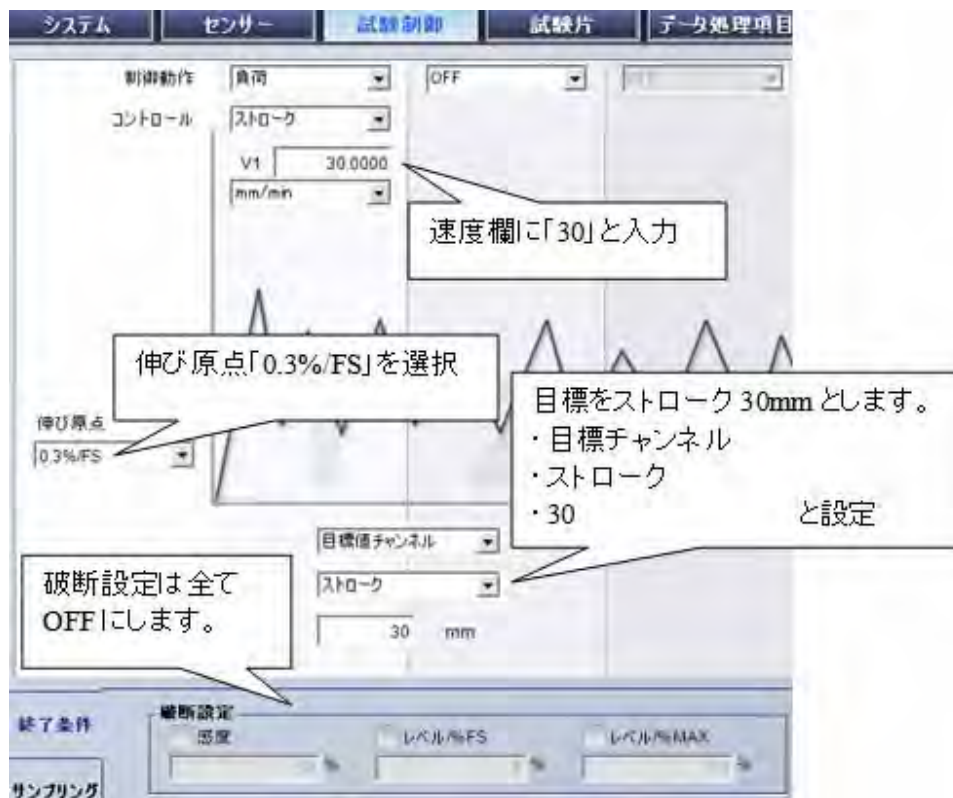 システム センサー 試験制御 試験片 データ処理項目
制御動作 負荷 OFF
コントロール ストローク
V1 30.0000
mm/min
速度欄に「30」と入力
伸び原点「0.3%/FS」を選択
目標をストローク30mmとします。
・目標チャンネル
・ストローク
・30 と設定
伸び原点
0.3%/FS
目標値チャンネル
ストローク
30 mm
破断設定は全て
OFFにします。
終了条件
破断設定
感度 レベル/%FS レベル/%MAX
% % %
サンプリング